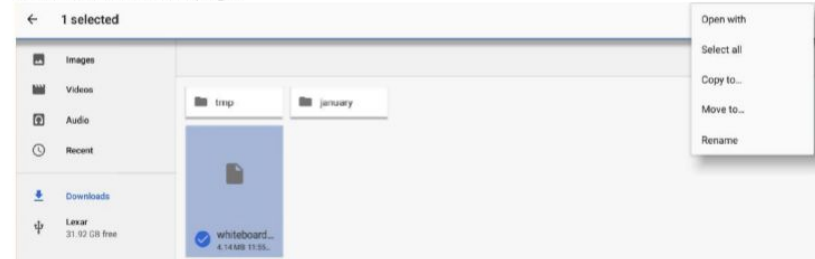 1 selected
Images
Videos
Audio
Recent
Downloads
Lexar
31.92 GB free
tmp
january
whiteboard...
4.14 MB 11:55...
Open with
Select all
Copy to...
Move to...
Rename